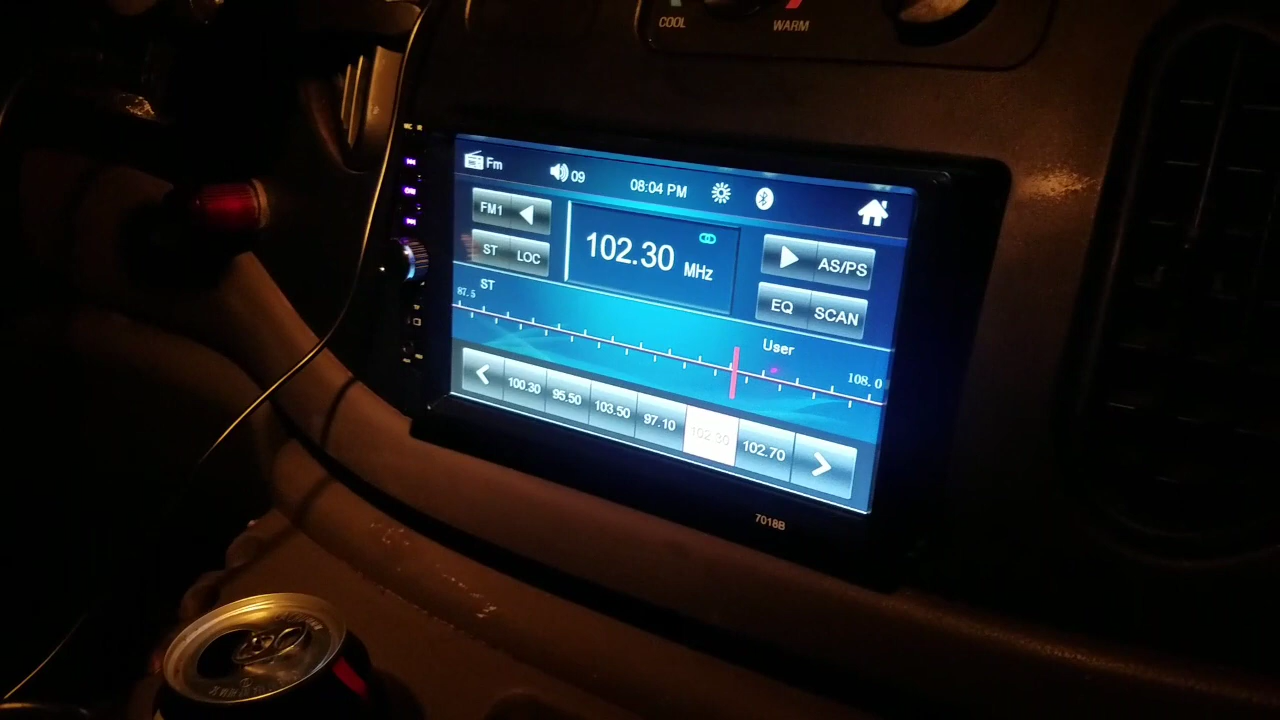 COOL WARM
Fm 09 08:04 PM
FM1
102.30 MHz
AS/PS
ST LOC
EQ SCAN
ST
87.5
User
108.0
100.30 95.50 103.50 97.10 102.30 102.70
7018B